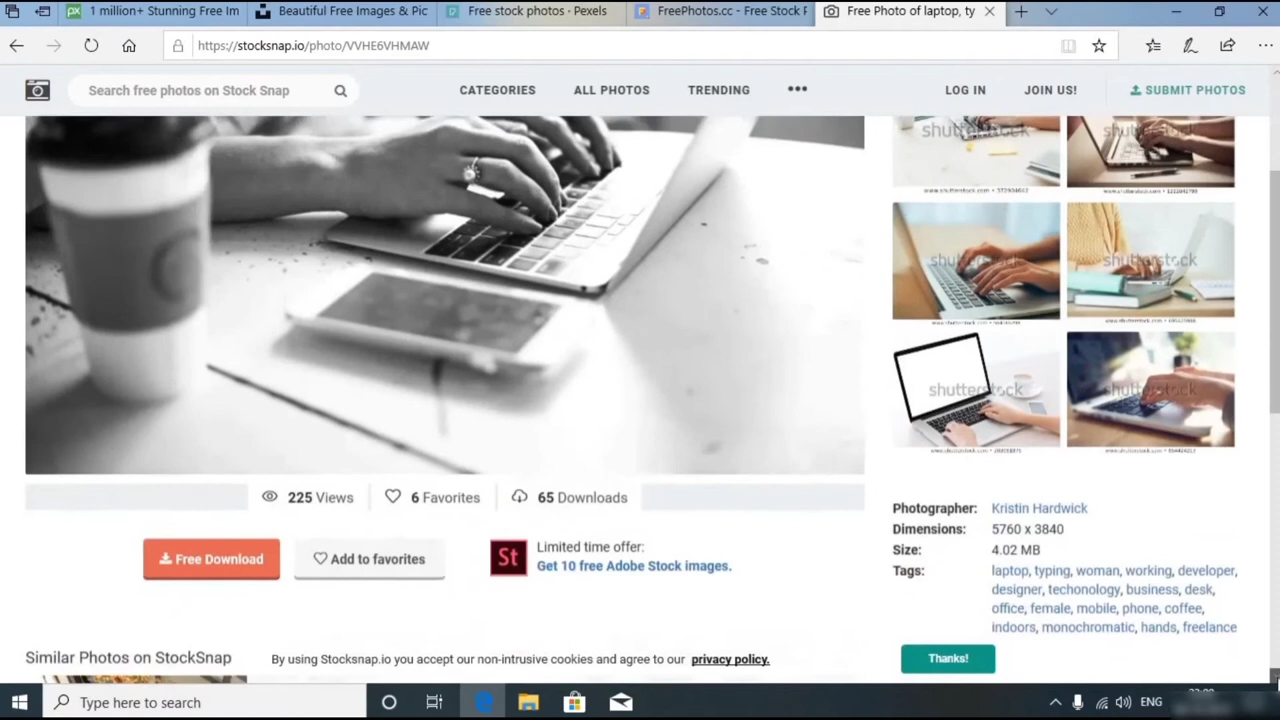 1 million+ Stunning Free Im
Beautiful Free Images & Pic
Free stock photos · Pexels
FreePhotos.cc - Free Stock F
Free Photo of laptop, ty
https://stocksnap.io/photo/VVHE6VHMAW
Search free photos on Stock Snap
CATEGORIES
ALL PHOTOS
TRENDING
LOG IN
JOIN US!
SUBMIT PHOTOS
shutterstock
shutterstock
shutterstock
shutterstock
shutterstock
shutterstock
225 Views
6 Favorites
65 Downloads
Free Download
Add to favorites
St
Limited time offer:
Get 10 free Adobe Stock images.
Photographer: Kristin Hardwick
Dimensions: 5760 x 3840
Size: 4.02 MB
Tags: laptop, typing, woman, working, developer,
designer, techonology, business, desk,
office, female, mobile, phone, coffee,
indoors, monochromatic, hands, freelance
Similar Photos on StockSnap
By using Stocksnap.io you accept our non-intrusive cookies and agree to our privacy policy.
Thanks!
Type here to search
ENG